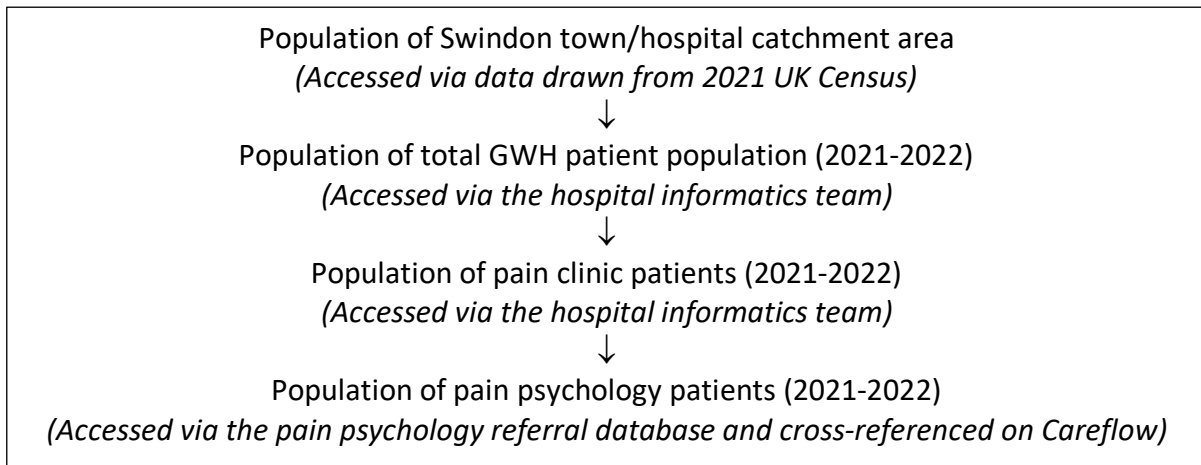 Population of Swindon town/hospital catchment area
(Accessed via data drawn from 2021 UK Census)
↓
Population of total GWH patient population (2021-2022)
(Accessed via the hospital informatics team)
↓
Population of pain clinic patients (2021-2022)
(Accessed via the hospital informatics team)
↓
Population of pain psychology patients (2021-2022)
(Accessed via the pain psychology referral database and cross-referenced on Careflow)